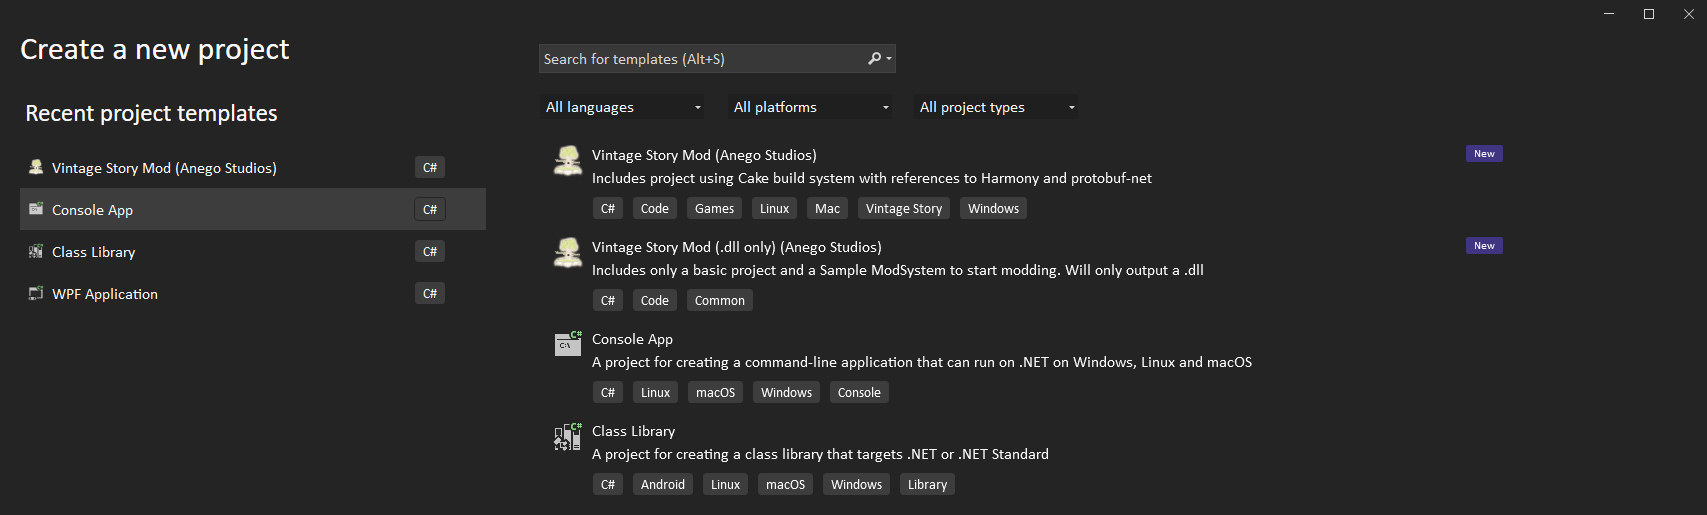 Create a new project
Recent project templates
Vintage Story Mod (Anego Studios) C#
Console App C#
Class Library C#
WPF Application C#
Search for templates (Alt+S)
All languages All platforms All project types
Vintage Story Mod (Anego Studios) New
Includes project using Cake build system with references to Harmony and protobuf-net
C# Code Games Linux Mac Vintage Story Windows
Vintage Story Mod (.dll only) (Anego Studios) New
Includes only a basic project and a Sample ModSystem to start modding. Will only output a .dll
C# Code Common
C#
C:\
Console App
A project for creating a command-line application that can run on .NET on Windows, Linux and macOS
C# Linux macOS Windows Console
C#
Class Library
A project for creating a class library that targets .NET or .NET Standard
C# Android Linux macOS Windows Library